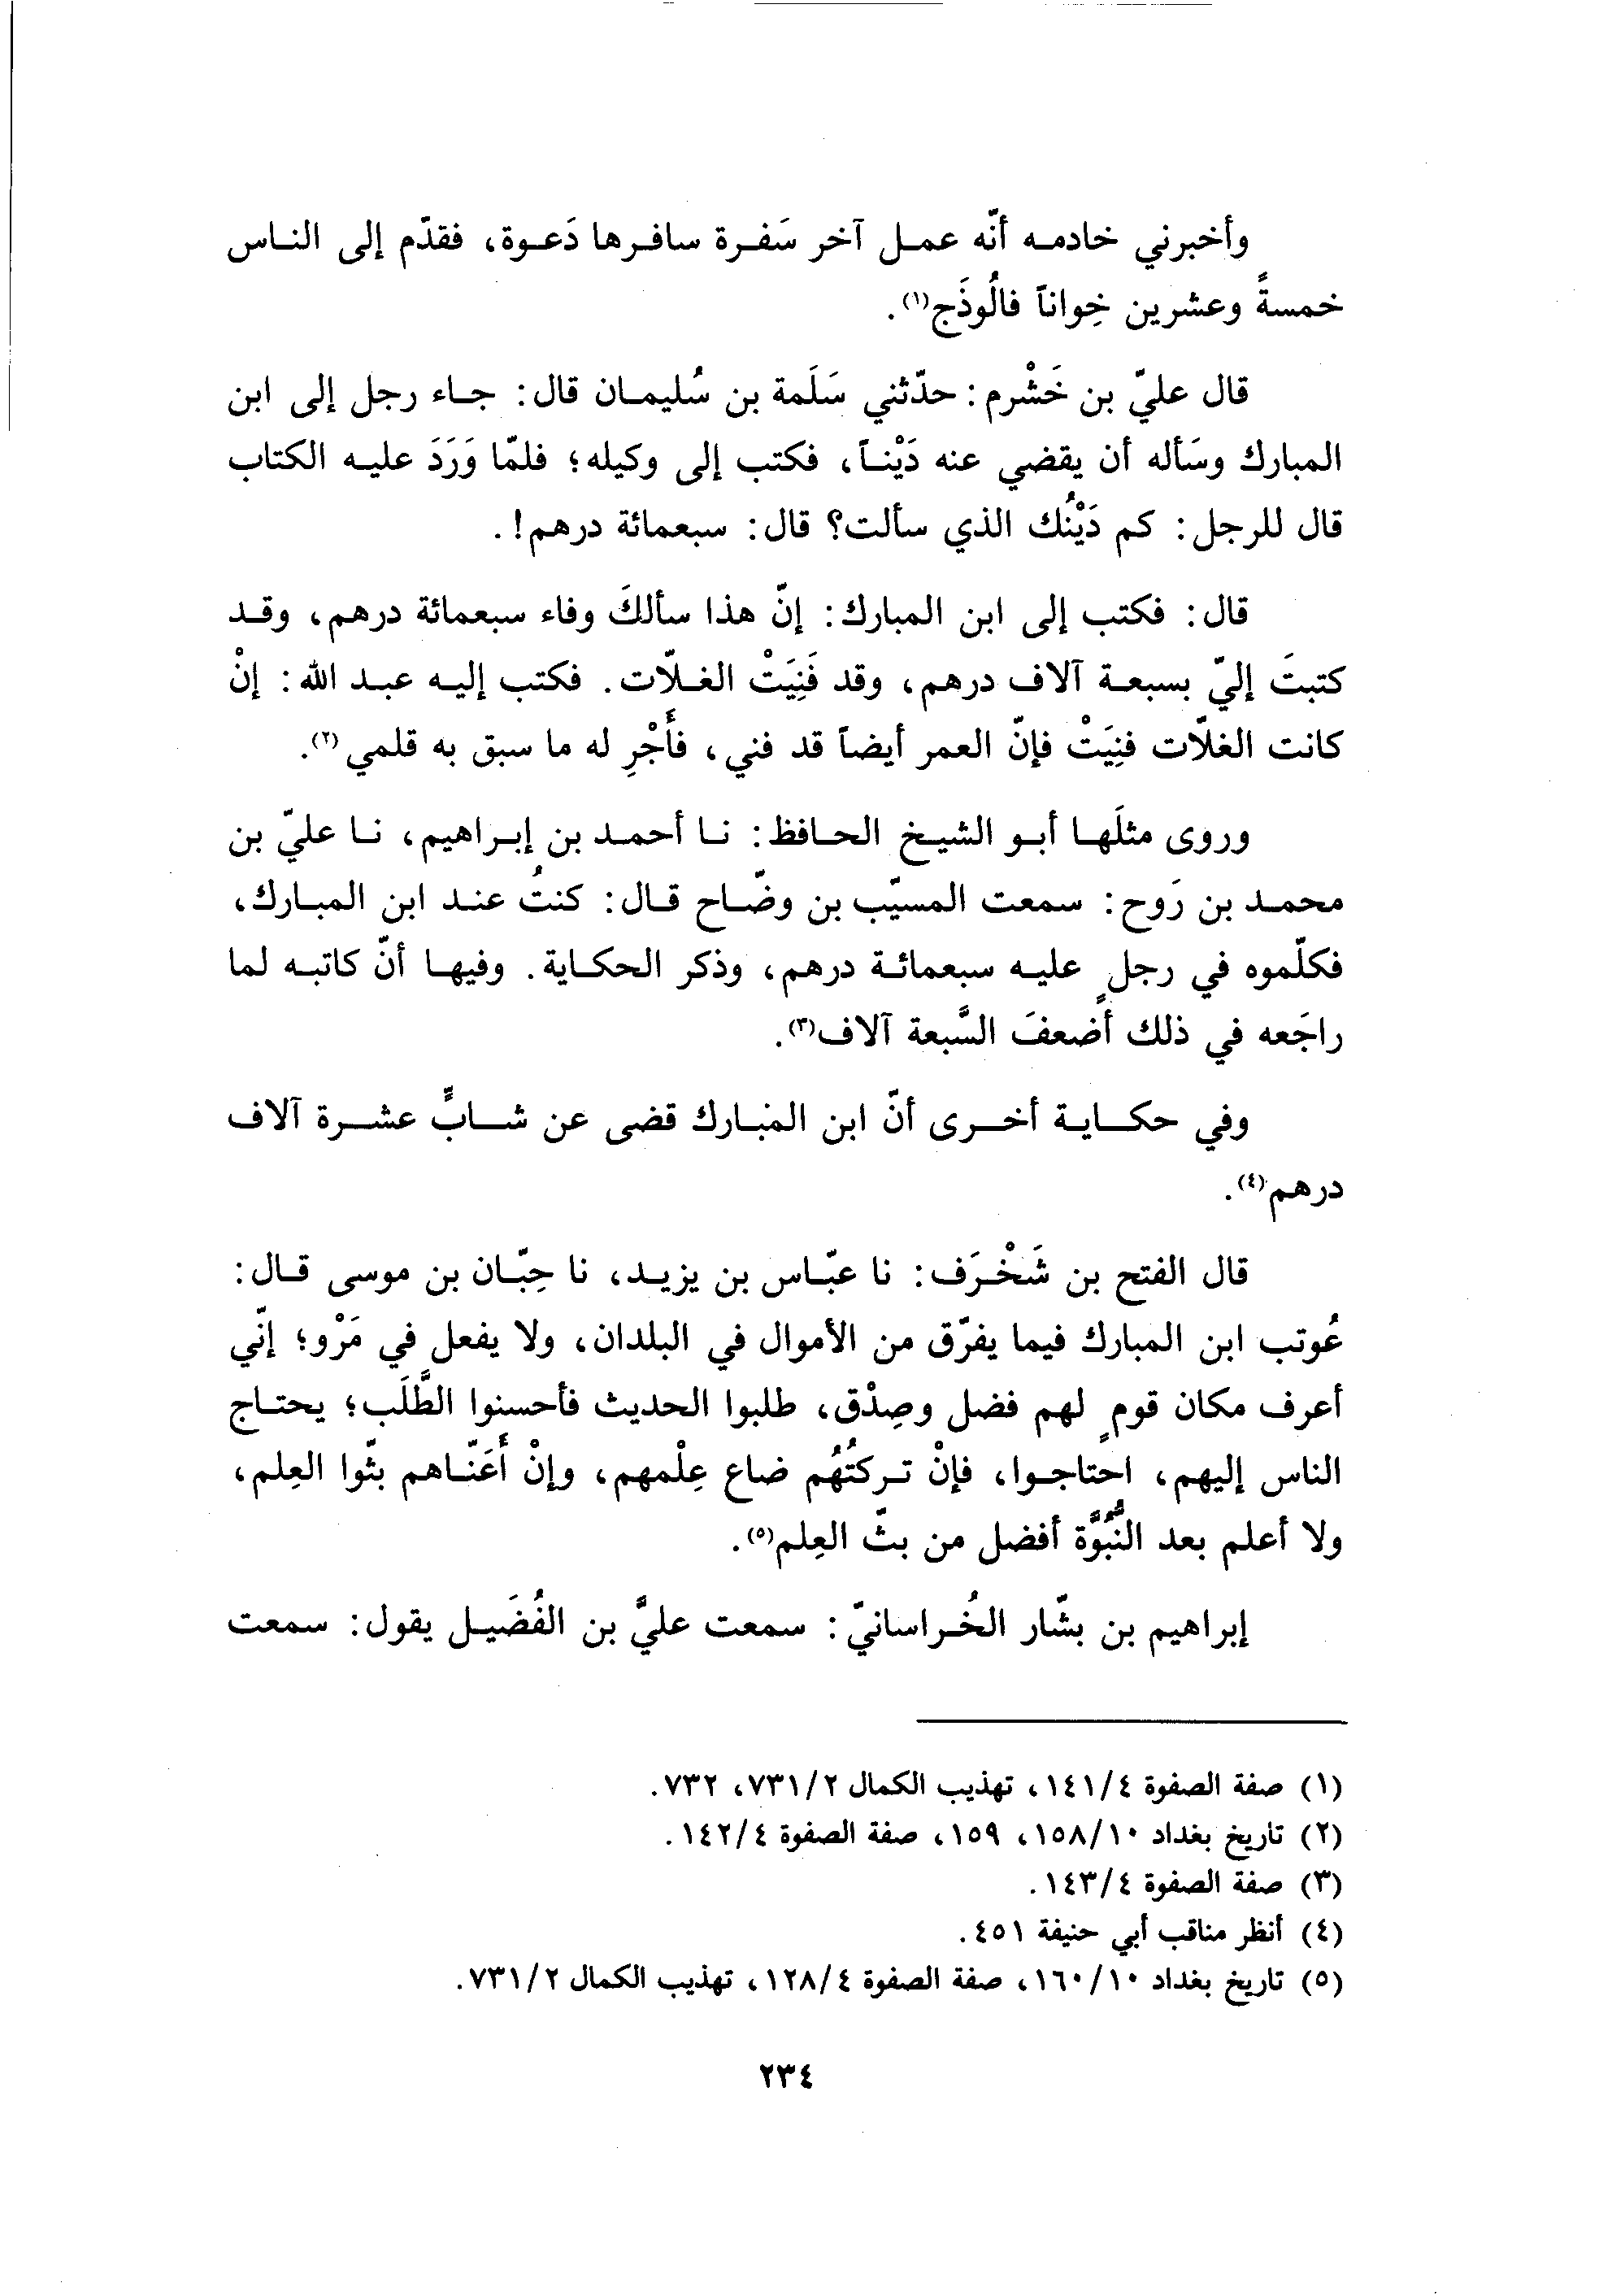 وأخبرني خادمه أنّه عمل آخر سَفرة سافرها دَعوة، فقدّم إلى الناس
خمسةً وعشرين خِواناً فالُوذَج(١).
قال عليّ بن خَشْرم: حدّثني سَلَمة بن سُليمان قال: جاء رجل إلى ابن
المبارك وسَأله أن يقضي عنه دَيْناً، فكتب إلى وكيله؛ فلمّا وَرَدَ عليه الكتاب
قال للرجل: كم دَيْنُك الذي سألت؟ قال: سبعمائة درهم!.
قال: فكتب إلى ابن المبارك: إنّ هذا سألكَ وفاء سبعمائة درهم، وقد
كتبتَ إليّ بسبعة آلاف درهم، وقد فَنِيَتْ الغلّات. فكتب إليه عبد الله: إنْ
كانت الغلّات فنِيَتْ فإنّ العمر أيضاً قد فني، فأَجْرِ له ما سبق به قلمي(٢).
وروى مثلَها أبو الشيخ الحافظ: نا أحمد بن إبراهيم، نا عليّ بن
محمد بن رَوح: سمعت المسيّب بن وضّاح قال: كنتُ عند ابن المبارك،
فكلّموه في رجلٍ عليه سبعمائة درهم، وذكر الحكاية. وفيها أنّ كاتبه لما
راجَعه في ذلك أضعفَ السَّبعة آلاف(٣).
وفي حكاية أخرى أنّ ابن المبارك قضى عن شابٍّ عشرة آلاف
درهم(٤).
قال الفتح بن شَخْرَف: نا عبّاس بن يزيد، نا حِبّان بن موسى قال:
عُوتب ابن المبارك فيما يفرّق من الأموال في البلدان، ولا يفعل في مَرْو؛ إنّي
أعرف مكان قومٍ لهم فضل وصِدْق، طلبوا الحديث فأحسنوا الطَّلَب؛ يحتاج
الناس إليهم، احتاجوا، فإنْ تركتُهُم ضاع عِلْمهم، وإنْ أَعَنّاهم بثّوا العِلم،
ولا أعلم بعد النُّبُوَّة أفضل من بثّ العِلم(٥).
إبراهيم بن بشّار الخُراسانيّ: سمعت عليَّ بن الفُضَيل يقول: سمعت
(١) صفة الصفوة ١٤١/٤، تهذيب الكمال ٧٣١/٢، ٧٣٢.
(٢) تاريخ بغداد ١٥٨/١٠، ١٥٩، صفة الصفوة ١٤٢/٤.
(٣) صفة الصفوة ١٤٣/٤.
(٤) أنظر مناقب أبي حنيفة ٤٥١.
(٥) تاريخ بغداد ١٦٠/١٠، صفة الصفوة ١٢٨/٤، تهذيب الكمال ٧٣١/٢.
٢٣٤